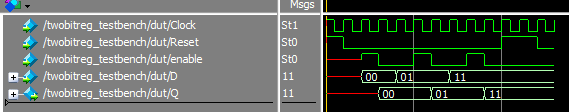 Msgs
/twobitreg_testbench/dut/Clock St1
/twobitreg_testbench/dut/Reset St0
/twobitreg_testbench/dut/enable St0
/twobitreg_testbench/dut/D 11 00 01 11
/twobitreg_testbench/dut/Q 11 00 01 11